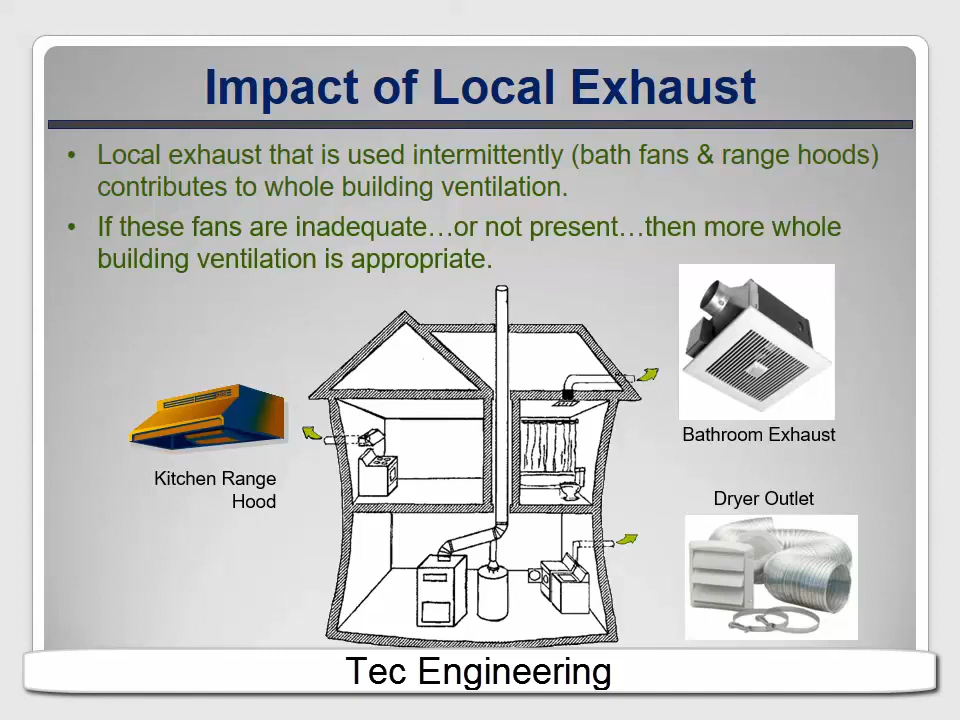 Impact of Local Exhaust
• Local exhaust that is used intermittently (bath fans & range hoods)
contributes to whole building ventilation.
• If these fans are inadequate…or not present…then more whole
building ventilation is appropriate.
Bathroom Exhaust
Kitchen Range
Hood
Dryer Outlet
Tec Engineering